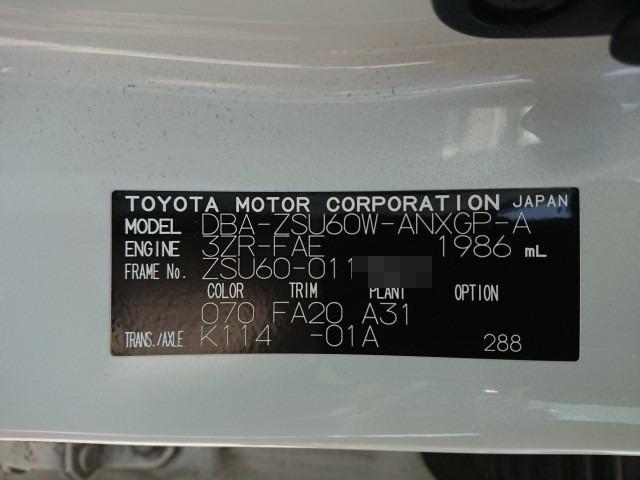 TOYOTA MOTOR CORPORATION JAPAN
MODEL DBA-ZSU60W-ANXGP-A
ENGINE 3ZR-FAE 1986 mL
FRAME No. ZSU60-011
COLOR TRIM PLANT OPTION
070 FA20 A31
TRANS./AXLE K114 -01A 288